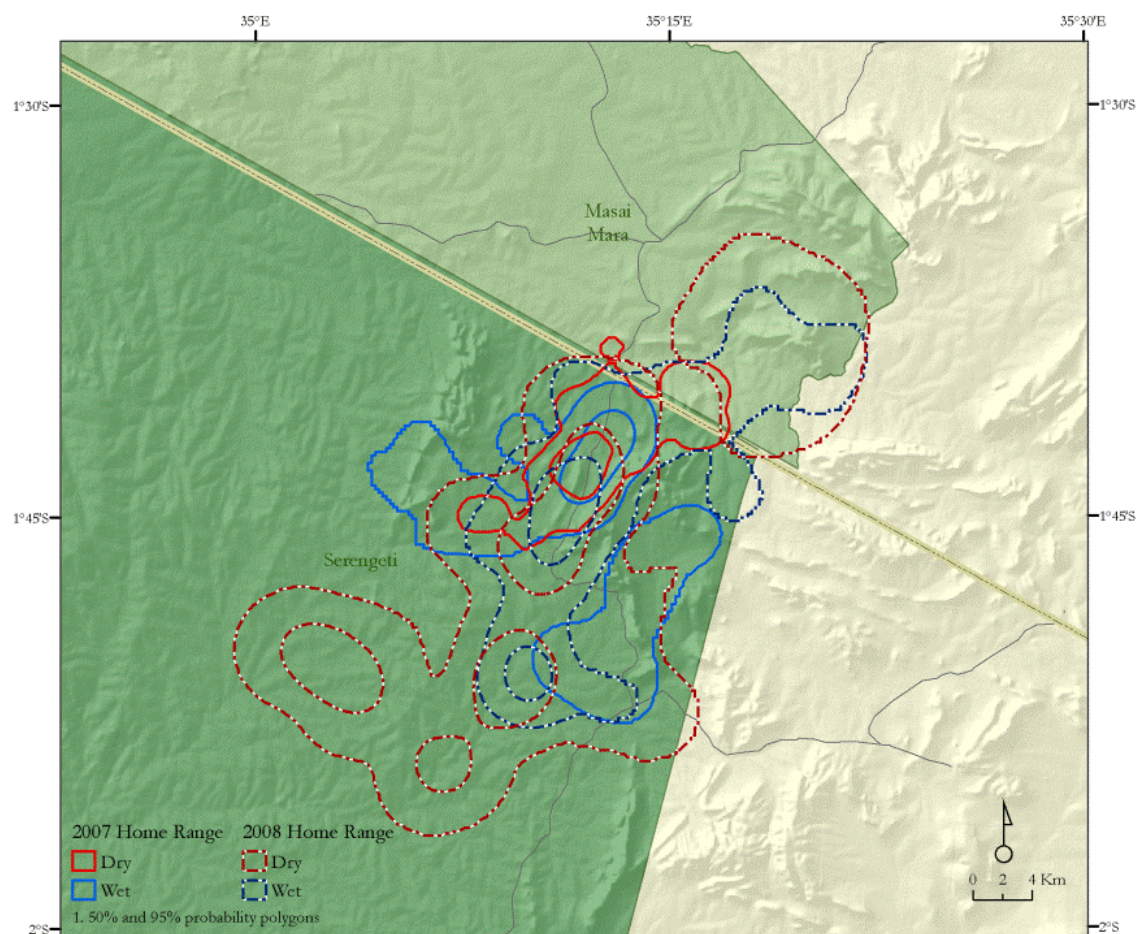 35°E 35°15'E 35°30'E
1°30'S 1°30'S
Masai
Mara
1°45'S 1°45'S
Serengeti
2007 Home Range 2008 Home Range
Dry Dry
Wet Wet
1. 50% and 95% probability polygons
0 2 4 Km
2°S 2°S